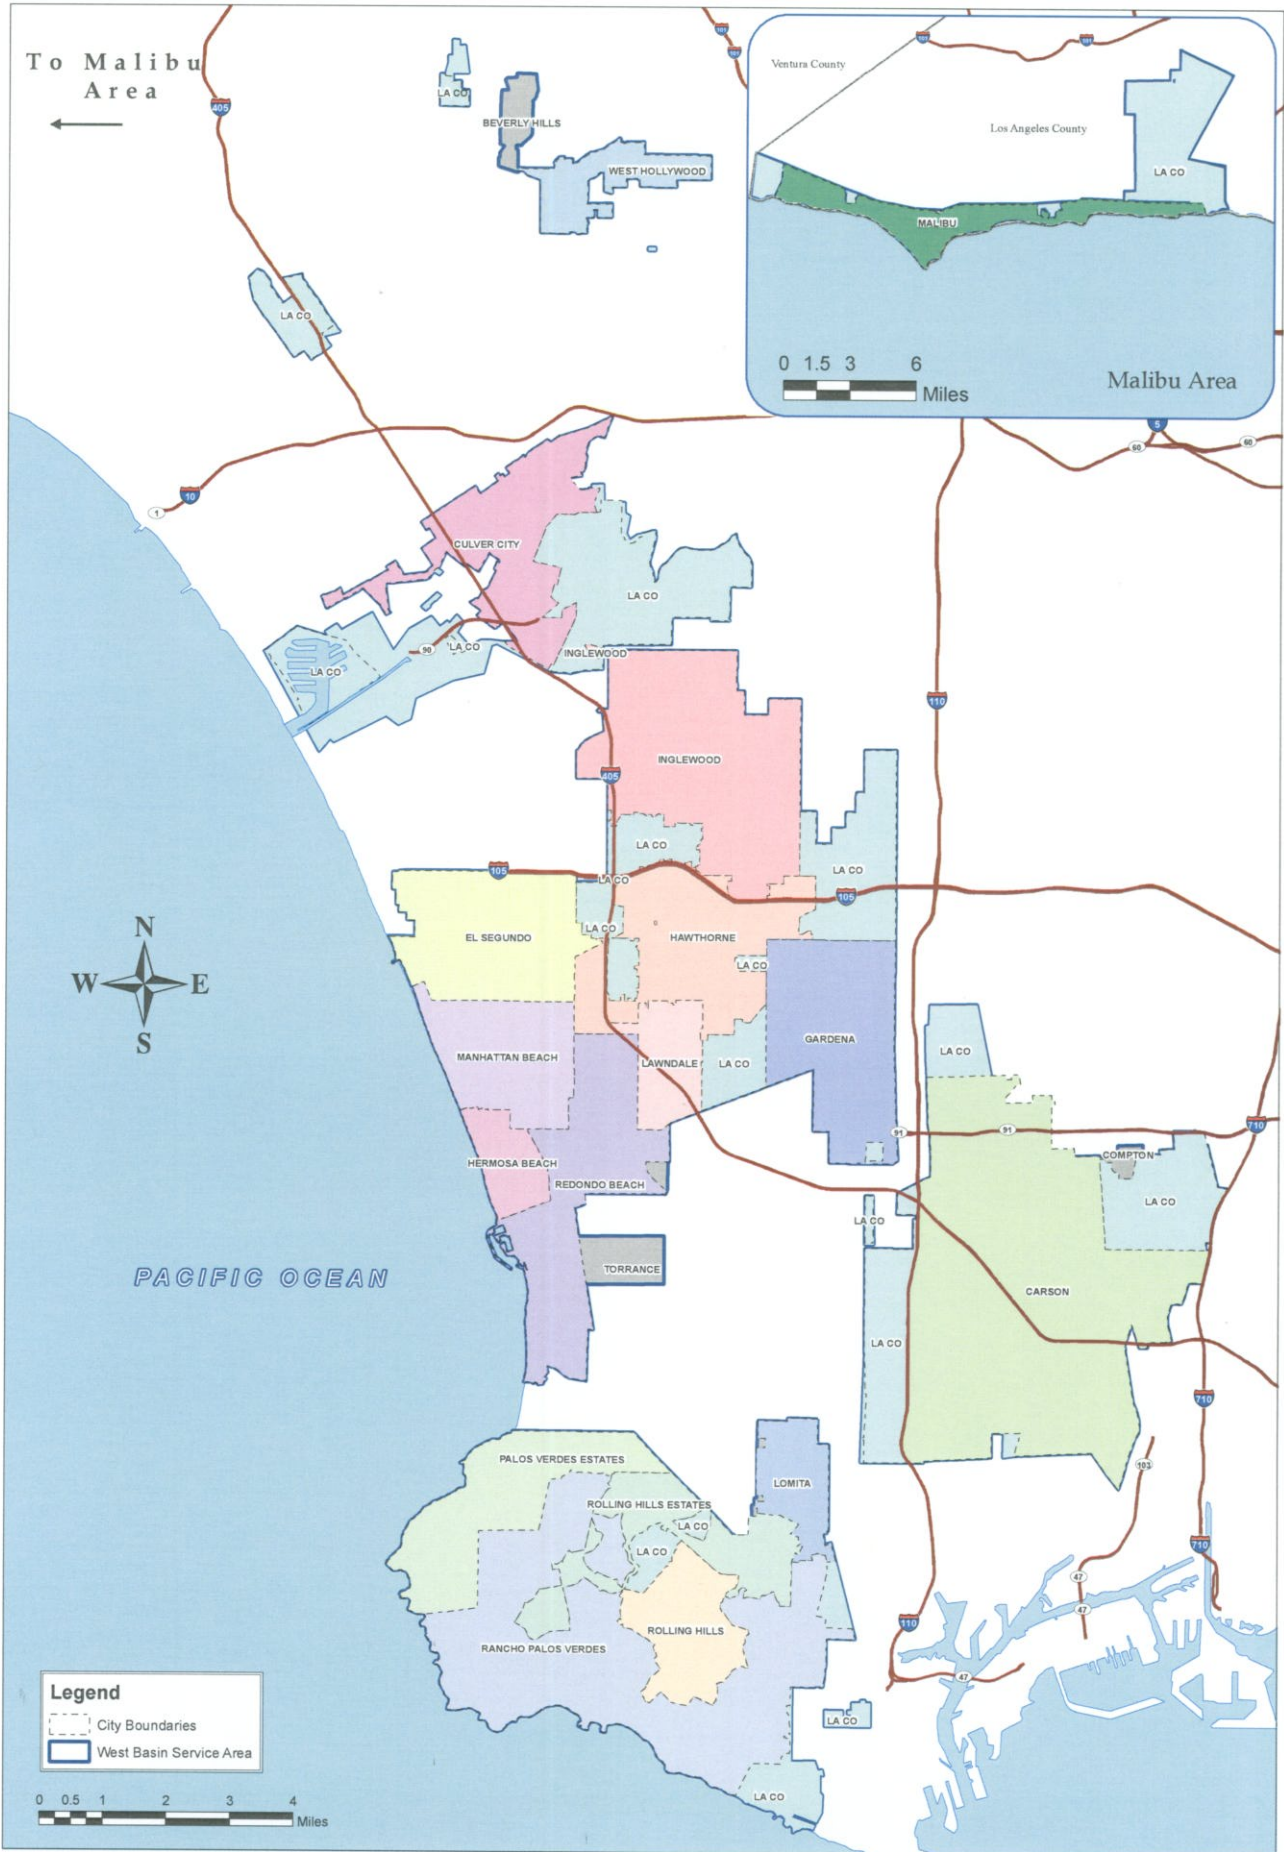 To Malibu
Area
405
101
101
LA CO
BEVERLY HILLS
WEST HOLLYWOOD
LA CO
Ventura County
101
101
Los Angeles County
LA CO
MALIBU
0 1.5 3 6
Miles
Malibu Area
5
60
60
10
1
CULVER CITY
LA CO
90
LA CO
LA CO
INGLEWOOD
110
INGLEWOOD
405
LA CO
LA CO
105
LA CO
105
LA CO
EL SEGUNDO
HAWTHORNE
LA CO
N
W E
S
GARDENA
MANHATTAN BEACH
LAWNDALE
LA CO
LA CO
91
91
710
HERMOSA BEACH
REDONDO BEACH
COMPTON
LA CO
LA CO
PACIFIC OCEAN
TORRANCE
CARSON
LA CO
710
PALOS VERDES ESTATES
LOMITA
103
ROLLING HILLS ESTATES
LA CO
LA CO
710
47
47
110
ROLLING HILLS
RANCHO PALOS VERDES
47
LA CO
LA CO
Legend
City Boundaries
West Basin Service Area
0 0.5 1 2 3 4
Miles